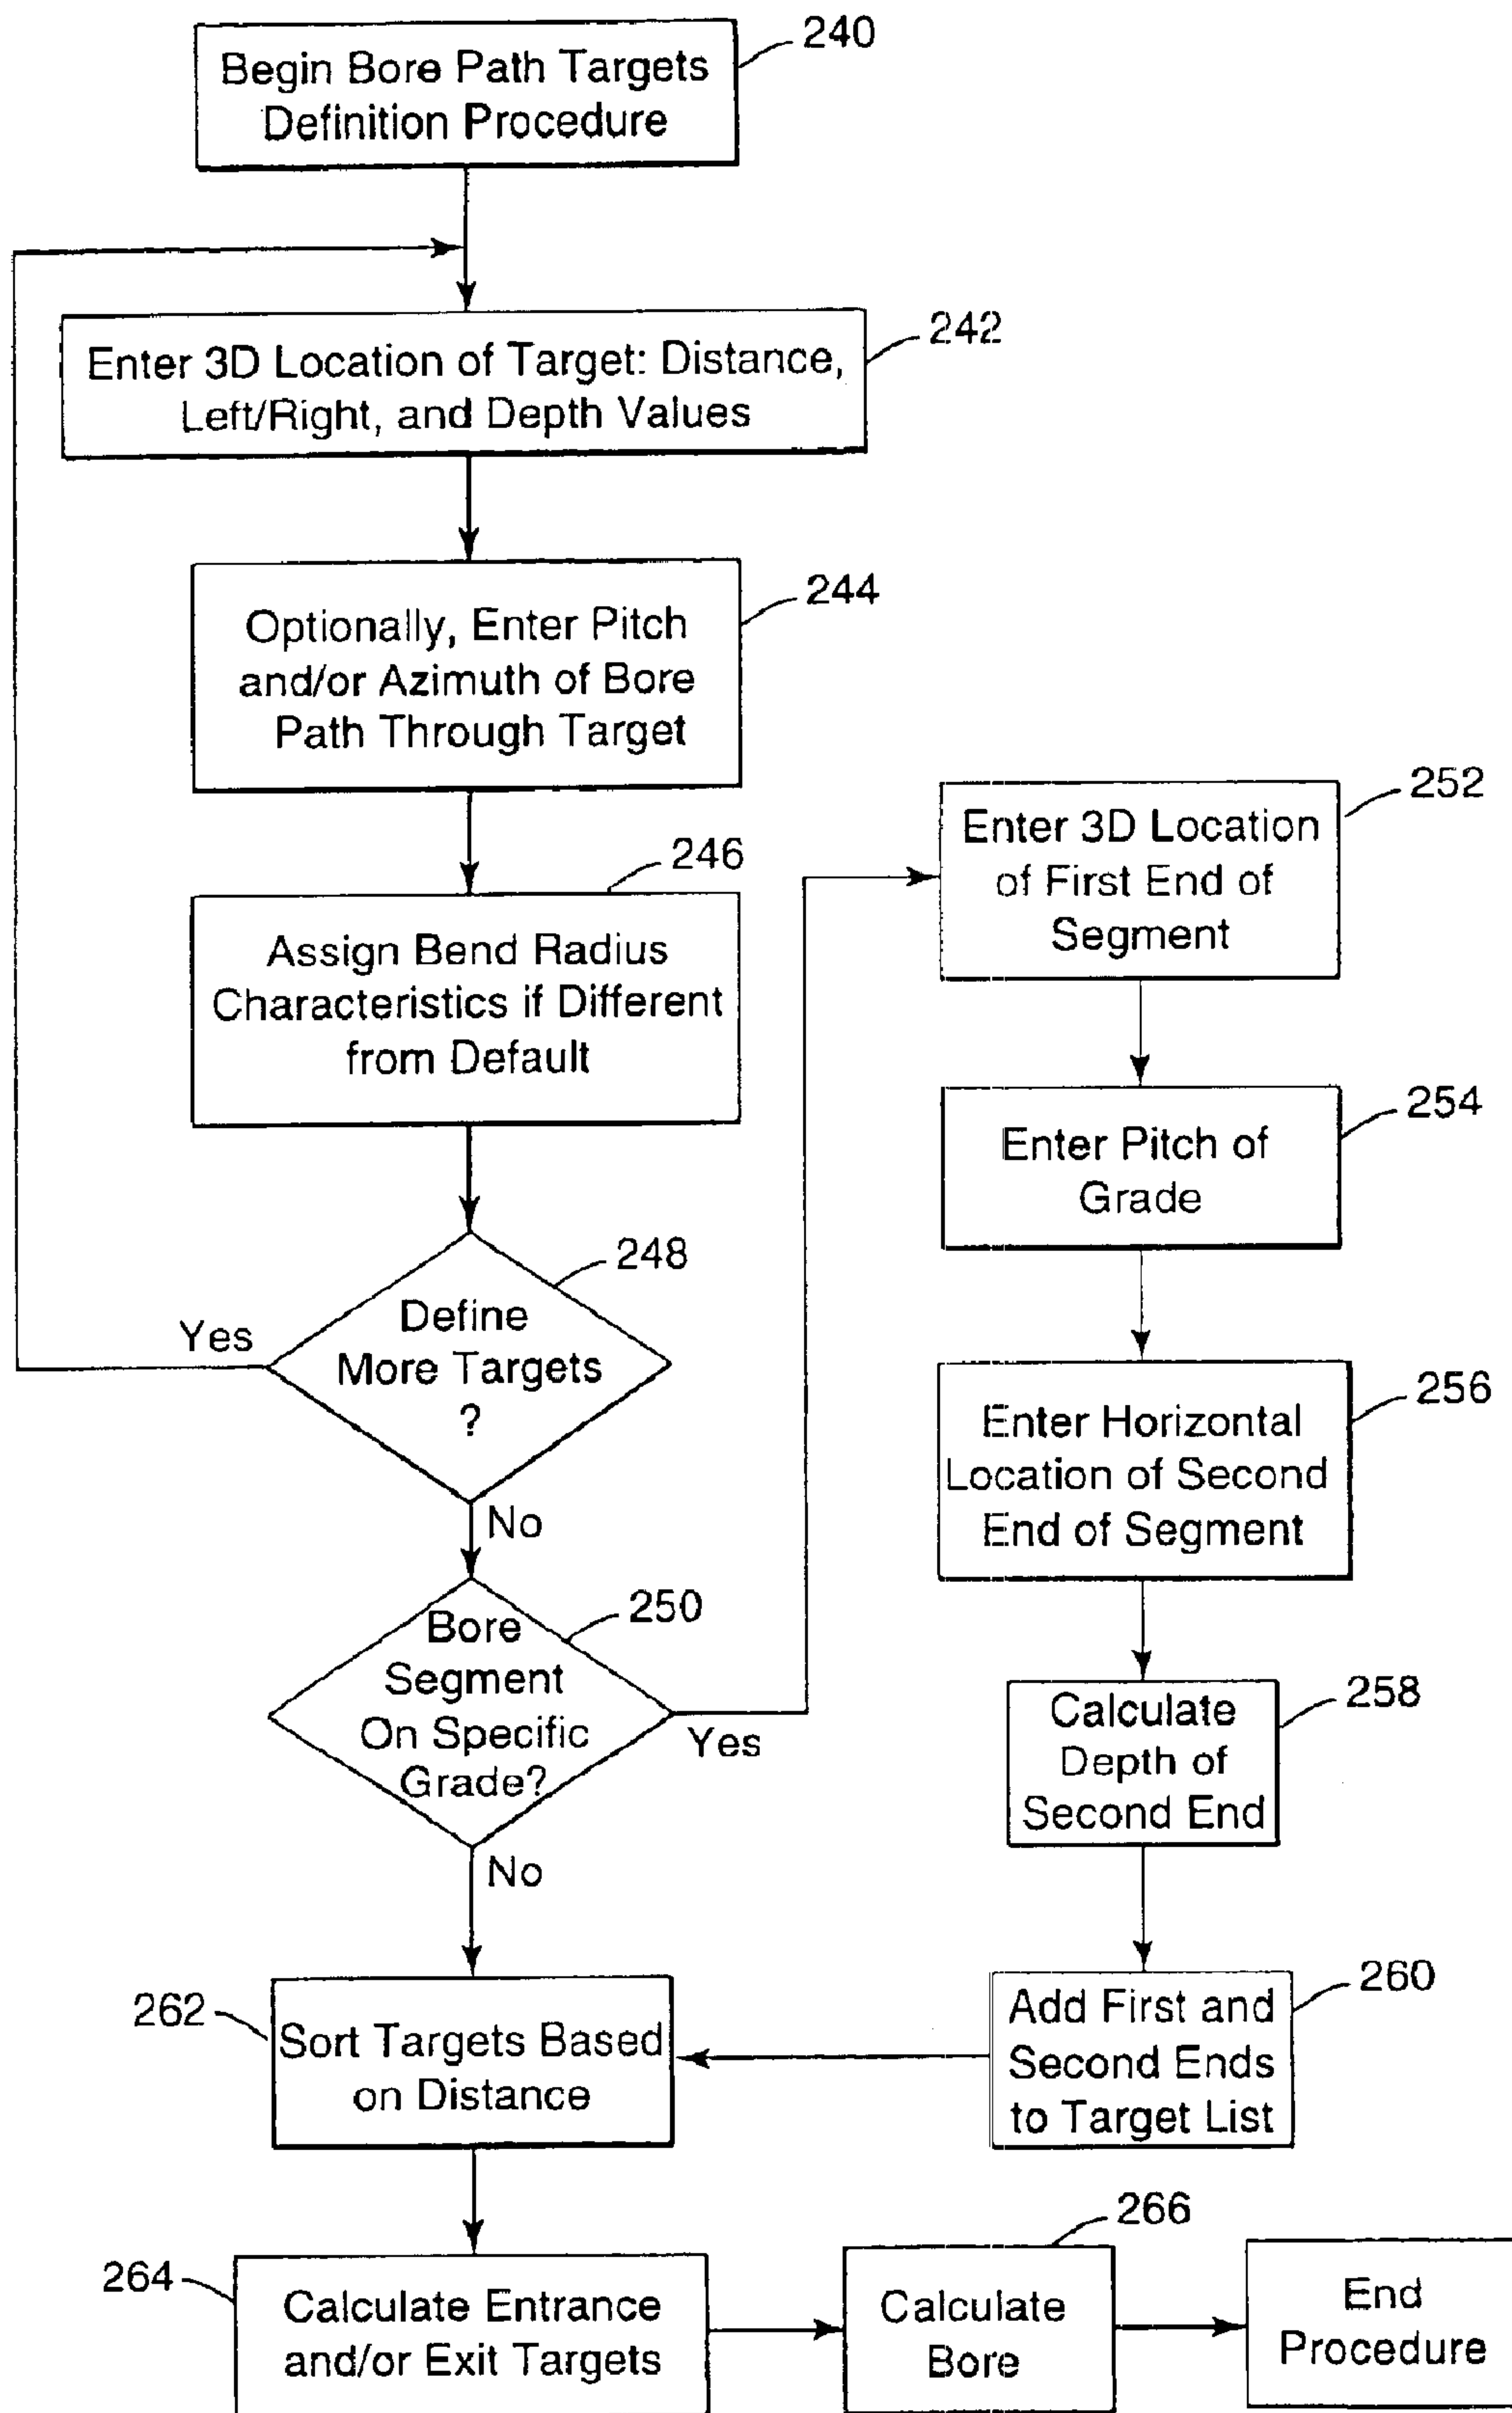 240
Begin Bore Path Targets
Definition Procedure
242
Enter 3D Location of Target: Distance,
Left/Right, and Depth Values
244
Optionally, Enter Pitch
and/or Azimuth of Bore
Path Through Target
246
Assign Bend Radius
Characteristics if Different
from Default
248
Define
More Targets
?
Yes
No
250
Bore
Segment
On Specific
Grade?
Yes
No
252
Enter 3D Location
of First End of
Segment
254
Enter Pitch of
Grade
256
Enter Horizontal
Location of Second
End of Segment
258
Calculate
Depth of
Second End
260
Add First and
Second Ends
to Target List
262
Sort Targets Based
on Distance
264
Calculate Entrance
and/or Exit Targets
266
Calculate
Bore
End
Procedure